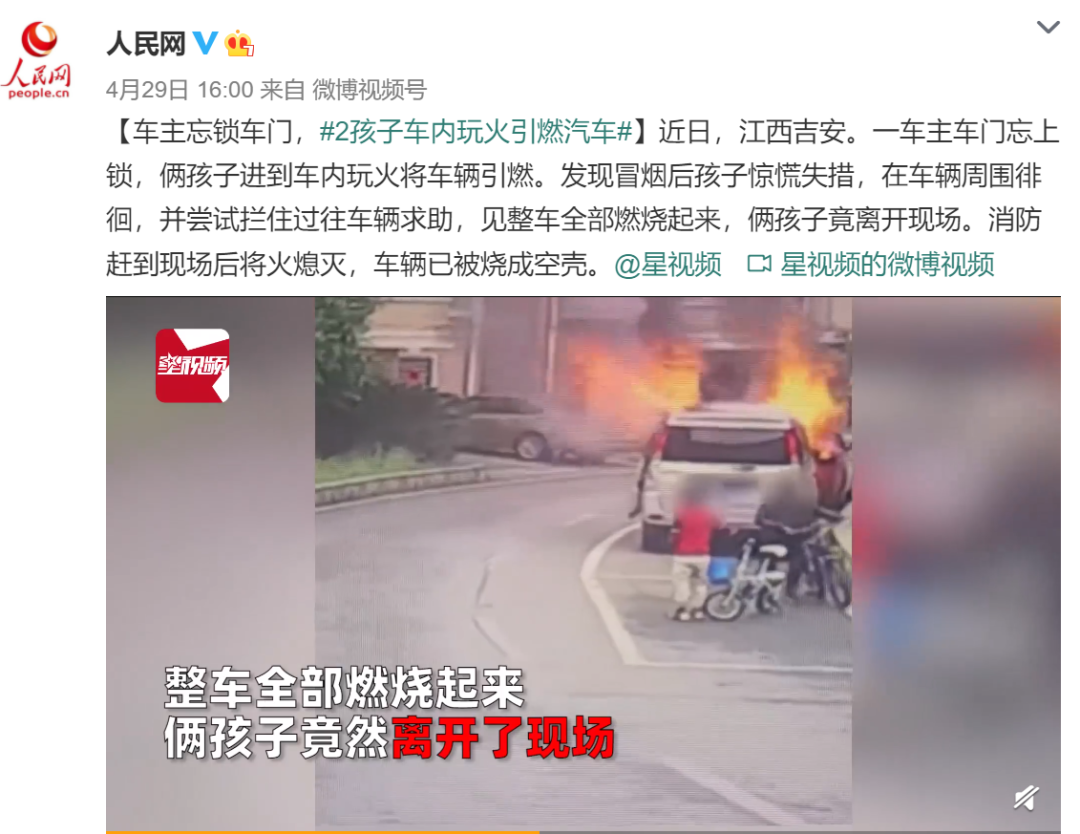 人民网
people.cn
人民网
4月29日 16:00 来自 微博视频号
【车主忘锁车门，#2孩子车内玩火引燃汽车#】近日，江西吉安。一车主车门忘上
锁，俩孩子进到车内玩火将车辆引燃。发现冒烟后孩子惊慌失措，在车辆周围徘
徊，并尝试拦住过往车辆求助，见整车全部燃烧起来，俩孩子竟离开现场。消防
赶到现场后将火熄灭，车辆已被烧成空壳。@星视频 星视频的微博视频
星视频
整车全部燃烧起来
俩孩子竟然离开了现场